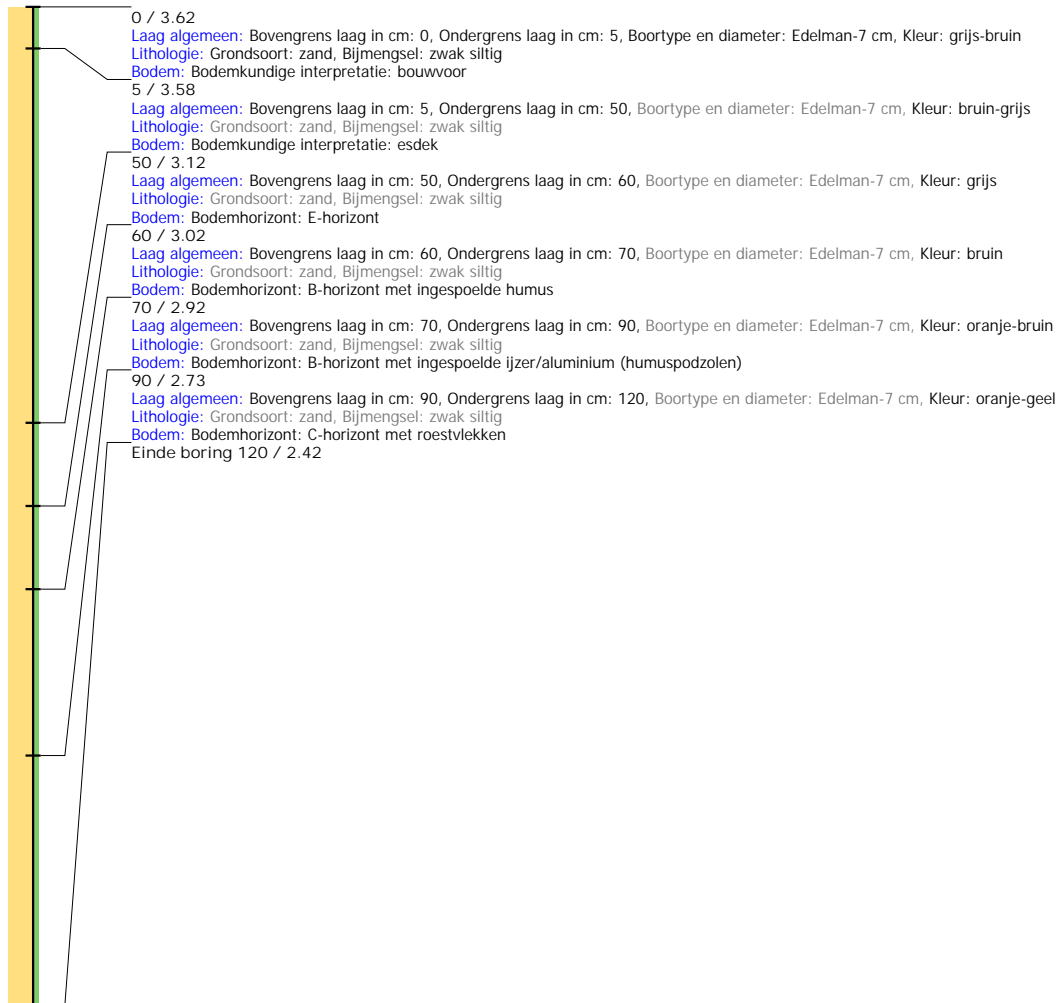 0 / 3.62
Laag algemeen: Bovengrens laag in cm: 0, Ondergrens laag in cm: 5, Boortype en diameter: Edelman-7 cm, Kleur: grijs-bruin
Lithologie: Grondsoort: zand, Bijmengsel: zwak siltig
Bodem: Bodemkundige interpretatie: bouwvoor
5 / 3.58
Laag algemeen: Bovengrens laag in cm: 5, Ondergrens laag in cm: 50, Boortype en diameter: Edelman-7 cm, Kleur: bruin-grijs
Lithologie: Grondsoort: zand, Bijmengsel: zwak siltig
Bodem: Bodemkundige interpretatie: esdek
50 / 3.12
Laag algemeen: Bovengrens laag in cm: 50, Ondergrens laag in cm: 60, Boortype en diameter: Edelman-7 cm, Kleur: grijs
Lithologie: Grondsoort: zand, Bijmengsel: zwak siltig
Bodem: Bodemhorizont: E-horizont
60 / 3.02
Laag algemeen: Bovengrens laag in cm: 60, Ondergrens laag in cm: 70, Boortype en diameter: Edelman-7 cm, Kleur: bruin
Lithologie: Grondsoort: zand, Bijmengsel: zwak siltig
Bodem: Bodemhorizont: B-horizont met ingespoelde humus
70 / 2.92
Laag algemeen: Bovengrens laag in cm: 70, Ondergrens laag in cm: 90, Boortype en diameter: Edelman-7 cm, Kleur: oranje-bruin
Lithologie: Grondsoort: zand, Bijmengsel: zwak siltig
Bodem: Bodemhorizont: B-horizont met ingespoelde ijzer/aluminium (humuspodzolen)
90 / 2.73
Laag algemeen: Bovengrens laag in cm: 90, Ondergrens laag in cm: 120, Boortype en diameter: Edelman-7 cm, Kleur: oranje-geel
Lithologie: Grondsoort: zand, Bijmengsel: zwak siltig
Bodem: Bodemhorizont: C-horizont met roestvlekken
Einde boring 120 / 2.42